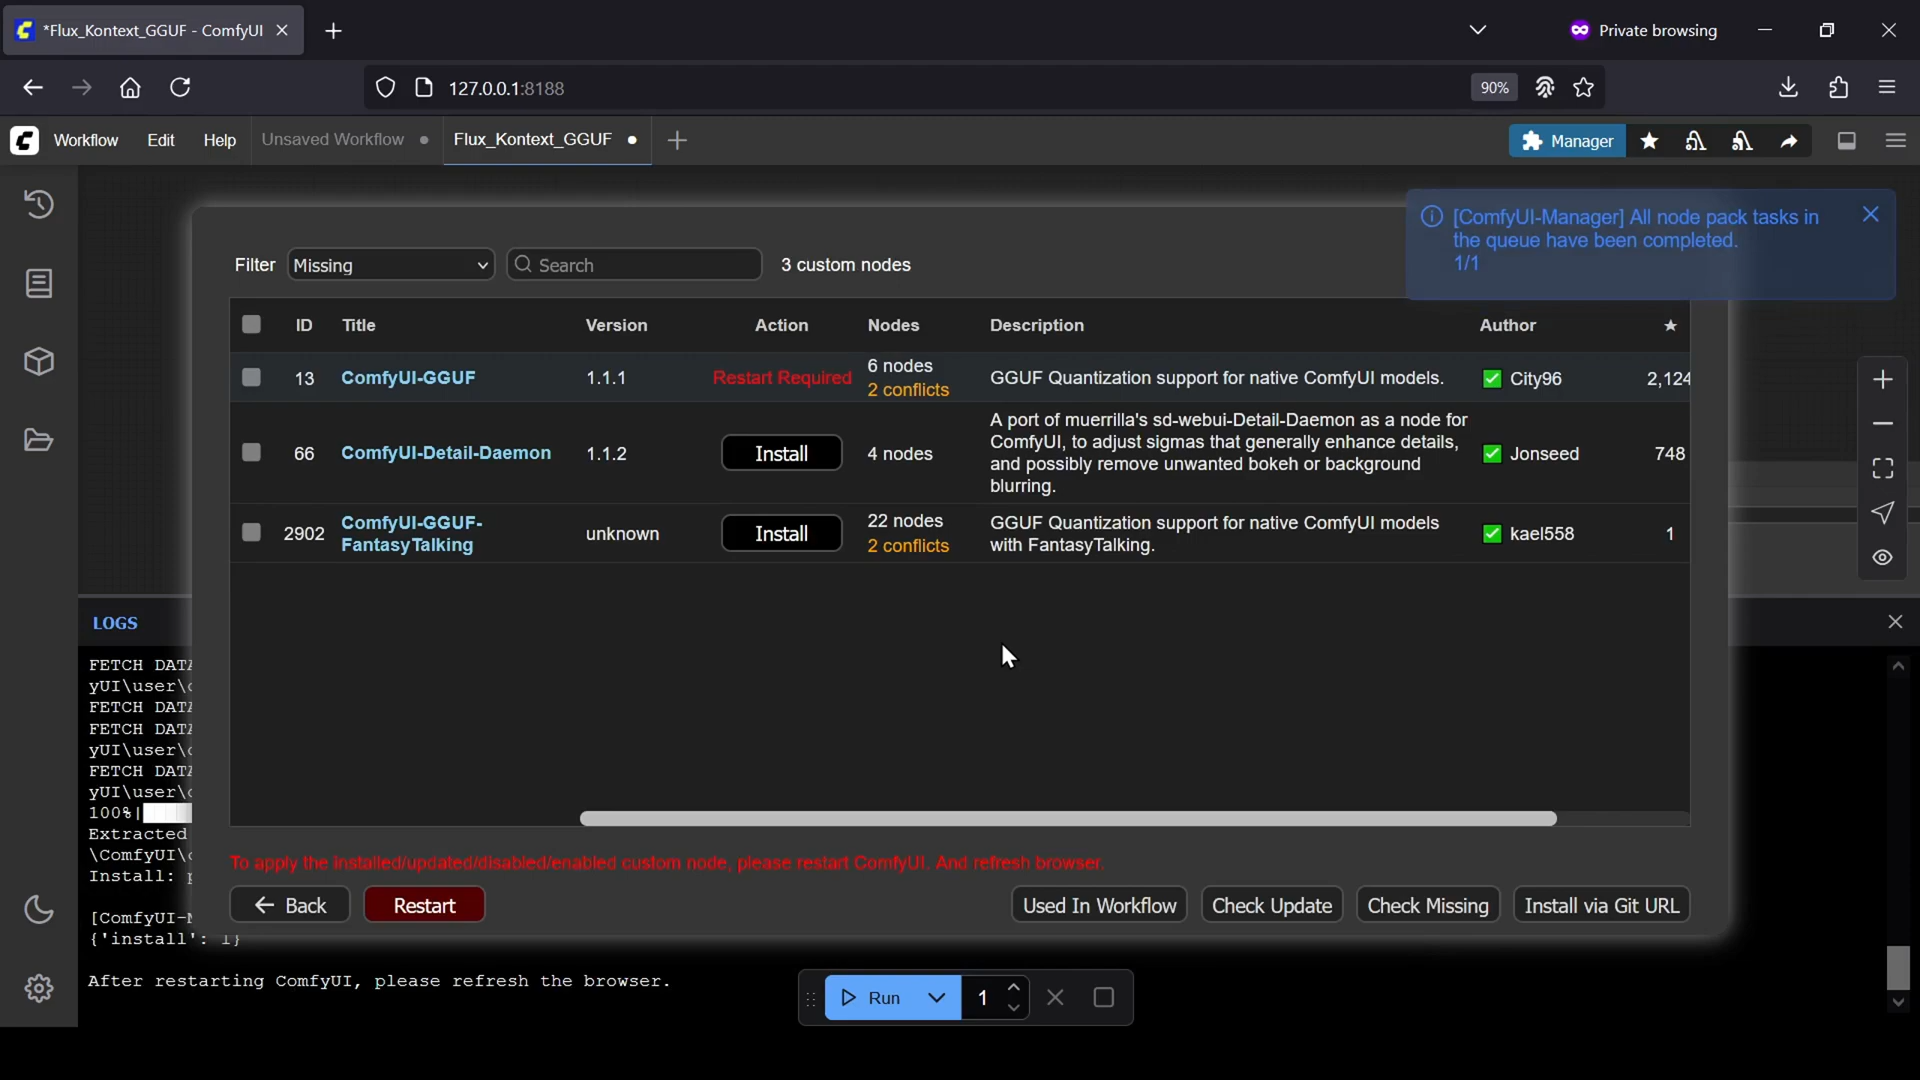 *Flux_Kontext_GGUF - ComfyUI
Private browsing
127.0.0.1:8188
90%
Workflow
Edit
Help
Unsaved Workflow
Flux_Kontext_GGUF
Manager
[ComfyUI-Manager] All node pack tasks in
the queue have been completed.
1/1
Filter
Missing
Search
3 custom nodes
ID
Title
Version
Action
Nodes
Description
Author
★
13
ComfyUI-GGUF
1.1.1
Restart Required
6 nodes
2 conflicts
GGUF Quantization support for native ComfyUI models.
City96
2,124
66
ComfyUI-Detail-Daemon
1.1.2
Install
4 nodes
A port of muerrilla's sd-webui-Detail-Daemon as a node for
ComfyUI, to adjust sigmas that generally enhance details,
and possibly remove unwanted bokeh or background
blurring.
Jonseed
748
2902
ComfyUI-GGUF-
FantasyTalking
unknown
Install
22 nodes
2 conflicts
GGUF Quantization support for native ComfyUI models
with FantasyTalking.
kael558
1
LOGS
FETCH DATA
yUI\user\
FETCH DATA
FETCH DATA
yUI\user\
FETCH DATA
yUI\user\
100%|
Extracted
\ComfyUI\
Install:
[ComfyUI-M
{'install': 1}
After restarting ComfyUI, please refresh the browser.
To apply the installed/updated/disabled/enabled custom node, please restart ComfyUI. And refresh browser.
Back
Restart
Used In Workflow
Check Update
Check Missing
Install via Git URL
Run
1